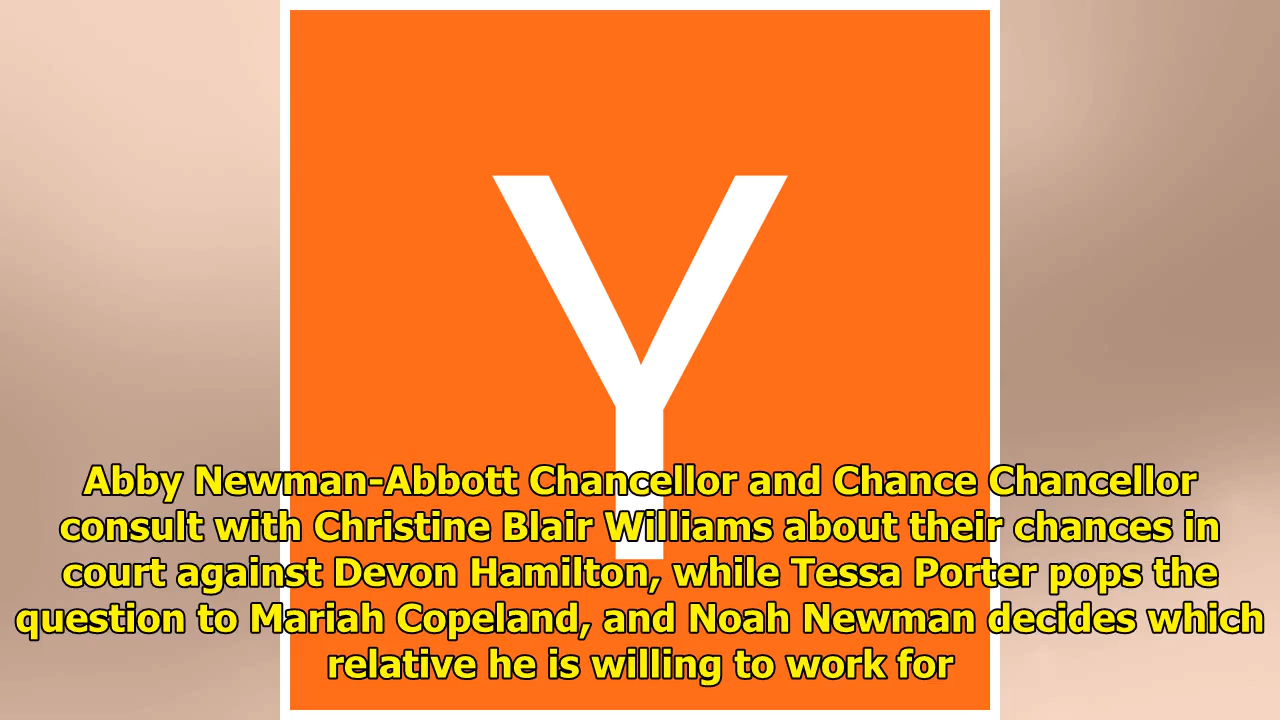 Y
Abby Newman-Abbott Chancellor and Chance Chancellor
consult with Christine Blair Williams about their chances in
court against Devon Hamilton, while Tessa Porter pops the
question to Mariah Copeland, and Noah Newman decides which
relative he is willing to work for